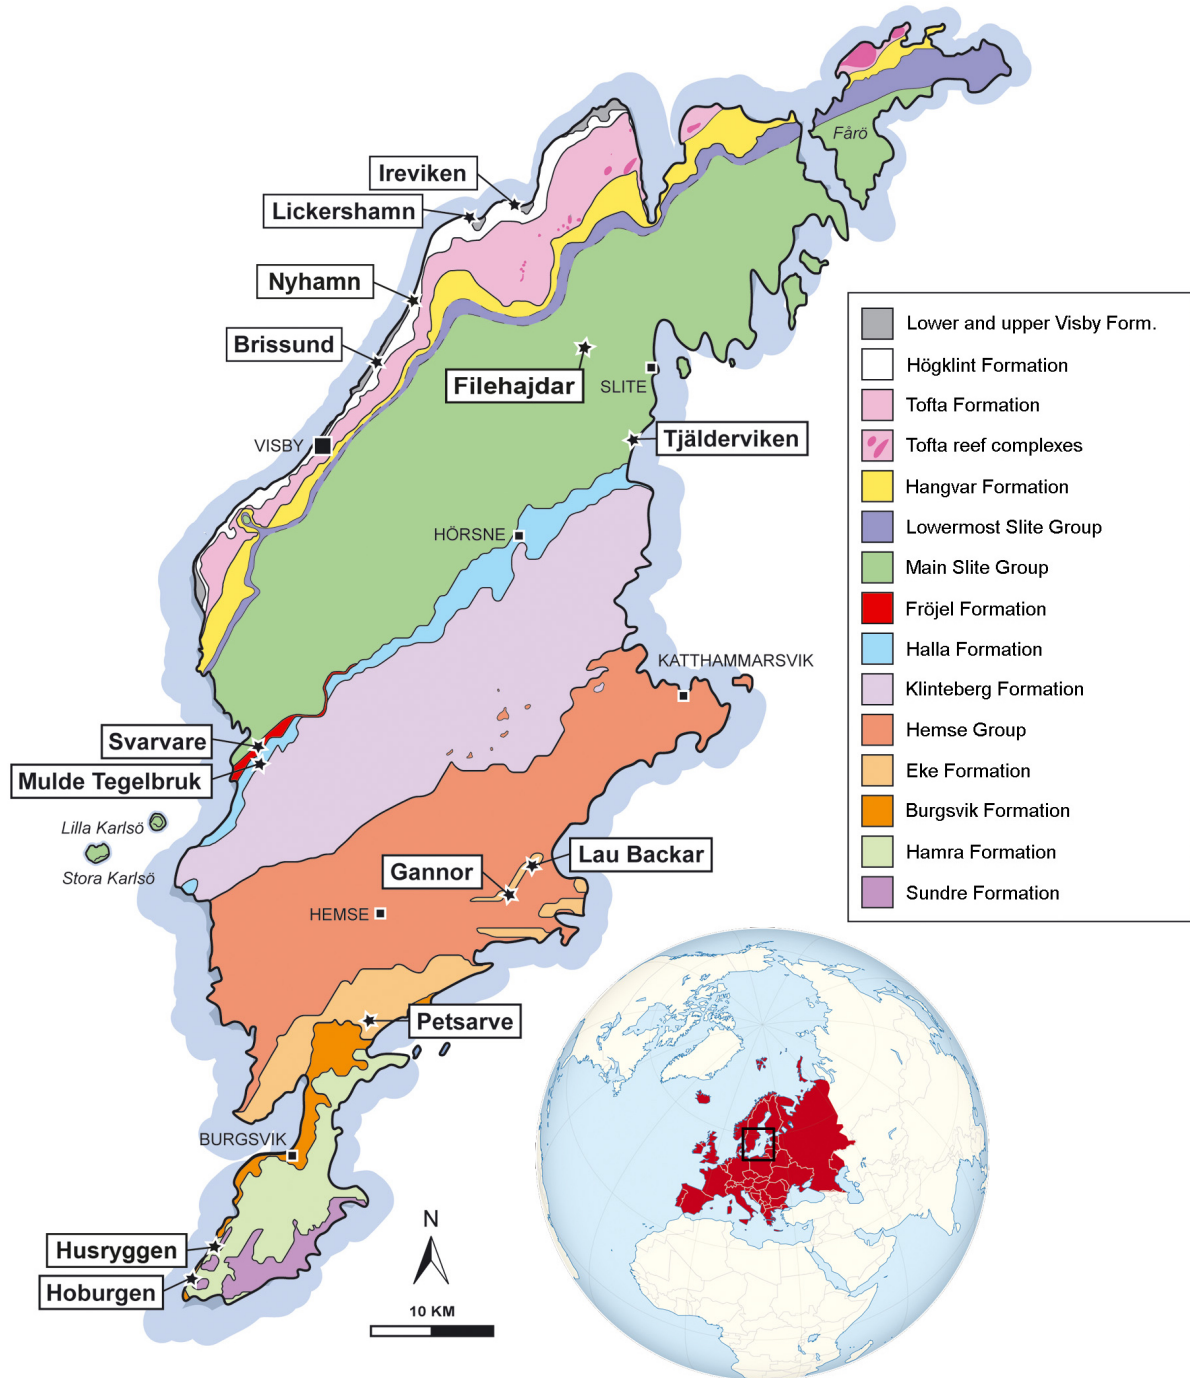 Fårö
Ireviken
Lickershamn
Nyhamn
Brissund
Filehajdar
SLITE
Tjälderviken
VISBY
HÖRSNE
KATTHAMMARSVIK
Svarvare
Mulde Tegelbruk
Lilla Karlsö
Stora Karlsö
Lau Backar
Gannor
HEMSE
Petsarve
BURGSVIK
Husryggen
Hoburgen
N
10 KM
Lower and upper Visby Form.
Högklint Formation
Tofta Formation
Tofta reef complexes
Hangvar Formation
Lowermost Slite Group
Main Slite Group
Fröjel Formation
Halla Formation
Klinteberg Formation
Hemse Group
Eke Formation
Burgsvik Formation
Hamra Formation
Sundre Formation